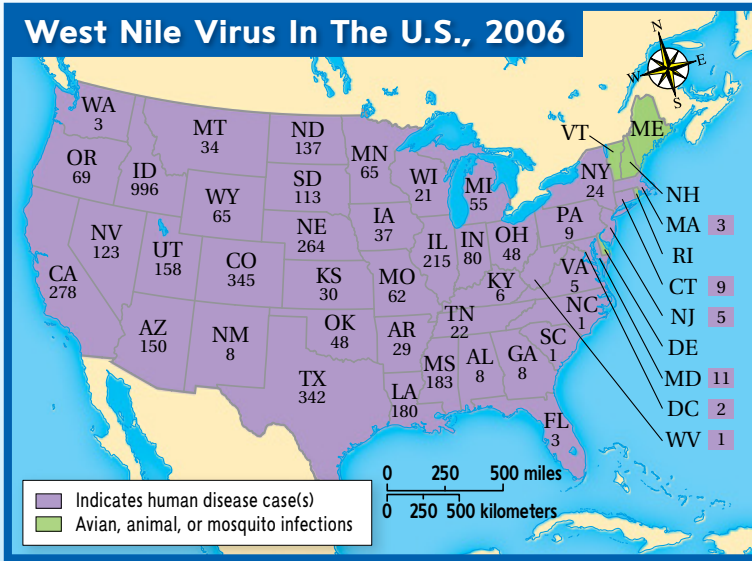 West Nile Virus In The U.S., 2006
N
E
S
W
WA
3
MT
34
ND
137
MN
65
VT
ME
OR
69
ID
996
WY
65
SD
113
WI
21
MI
55
NY
24
NH
NV
123
UT
158
CO
345
NE
264
IA
37
IL
215
IN
80
OH
48
PA
9
MA 3
RI
CA
278
KS
30
MO
62
KY
6
VA
5
CT 9
NJ 5
AZ
150
NM
8
OK
48
AR
29
TN
22
NC
1
DE
TX
342
LA
180
MS
183
AL
8
GA
8
SC
1
MD 11
DC 2
FL
3
WV 1
0 250 500 miles
0 250 500 kilometers
Indicates human disease case(s)
Avian, animal, or mosquito infections